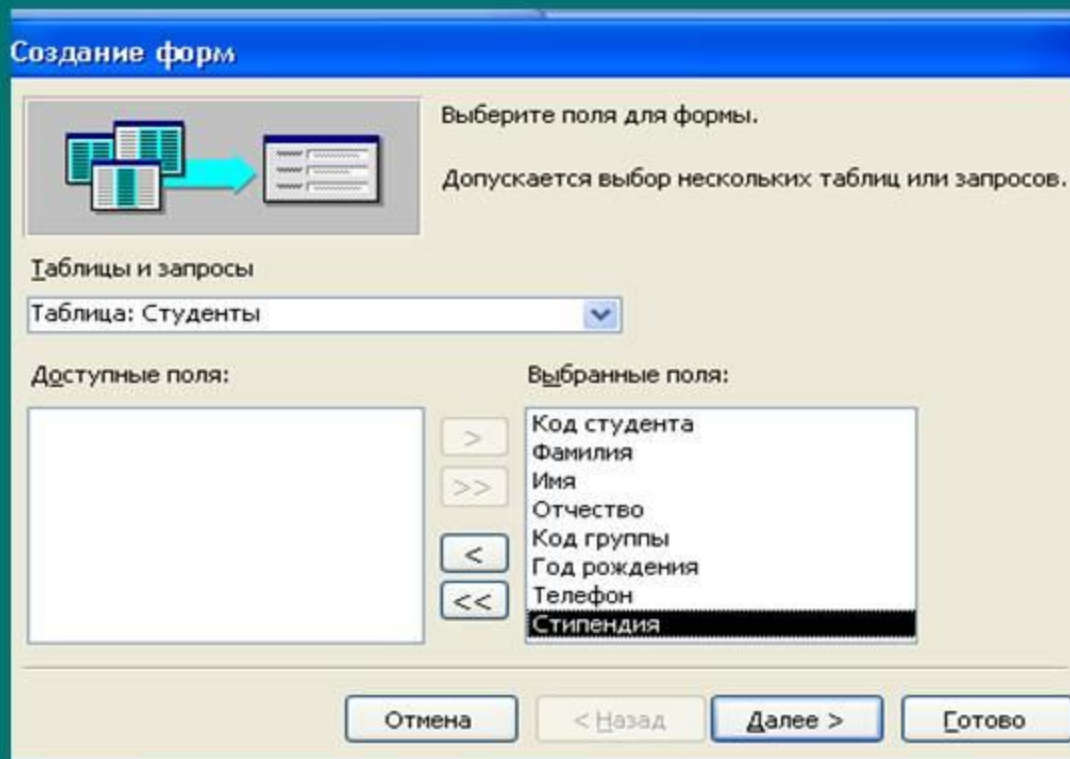 Создание форм
Выберите поля для формы.
Допускается выбор нескольких таблиц или запросов.
Таблицы и запросы
Таблица: Студенты
Доступные поля:
Выбранные поля:
>
>>
<
<<
Код студента
Фамилия
Имя
Отчество
Код группы
Год рождения
Телефон
Стипендия
Отмена
< Назад
Далее >
Готово